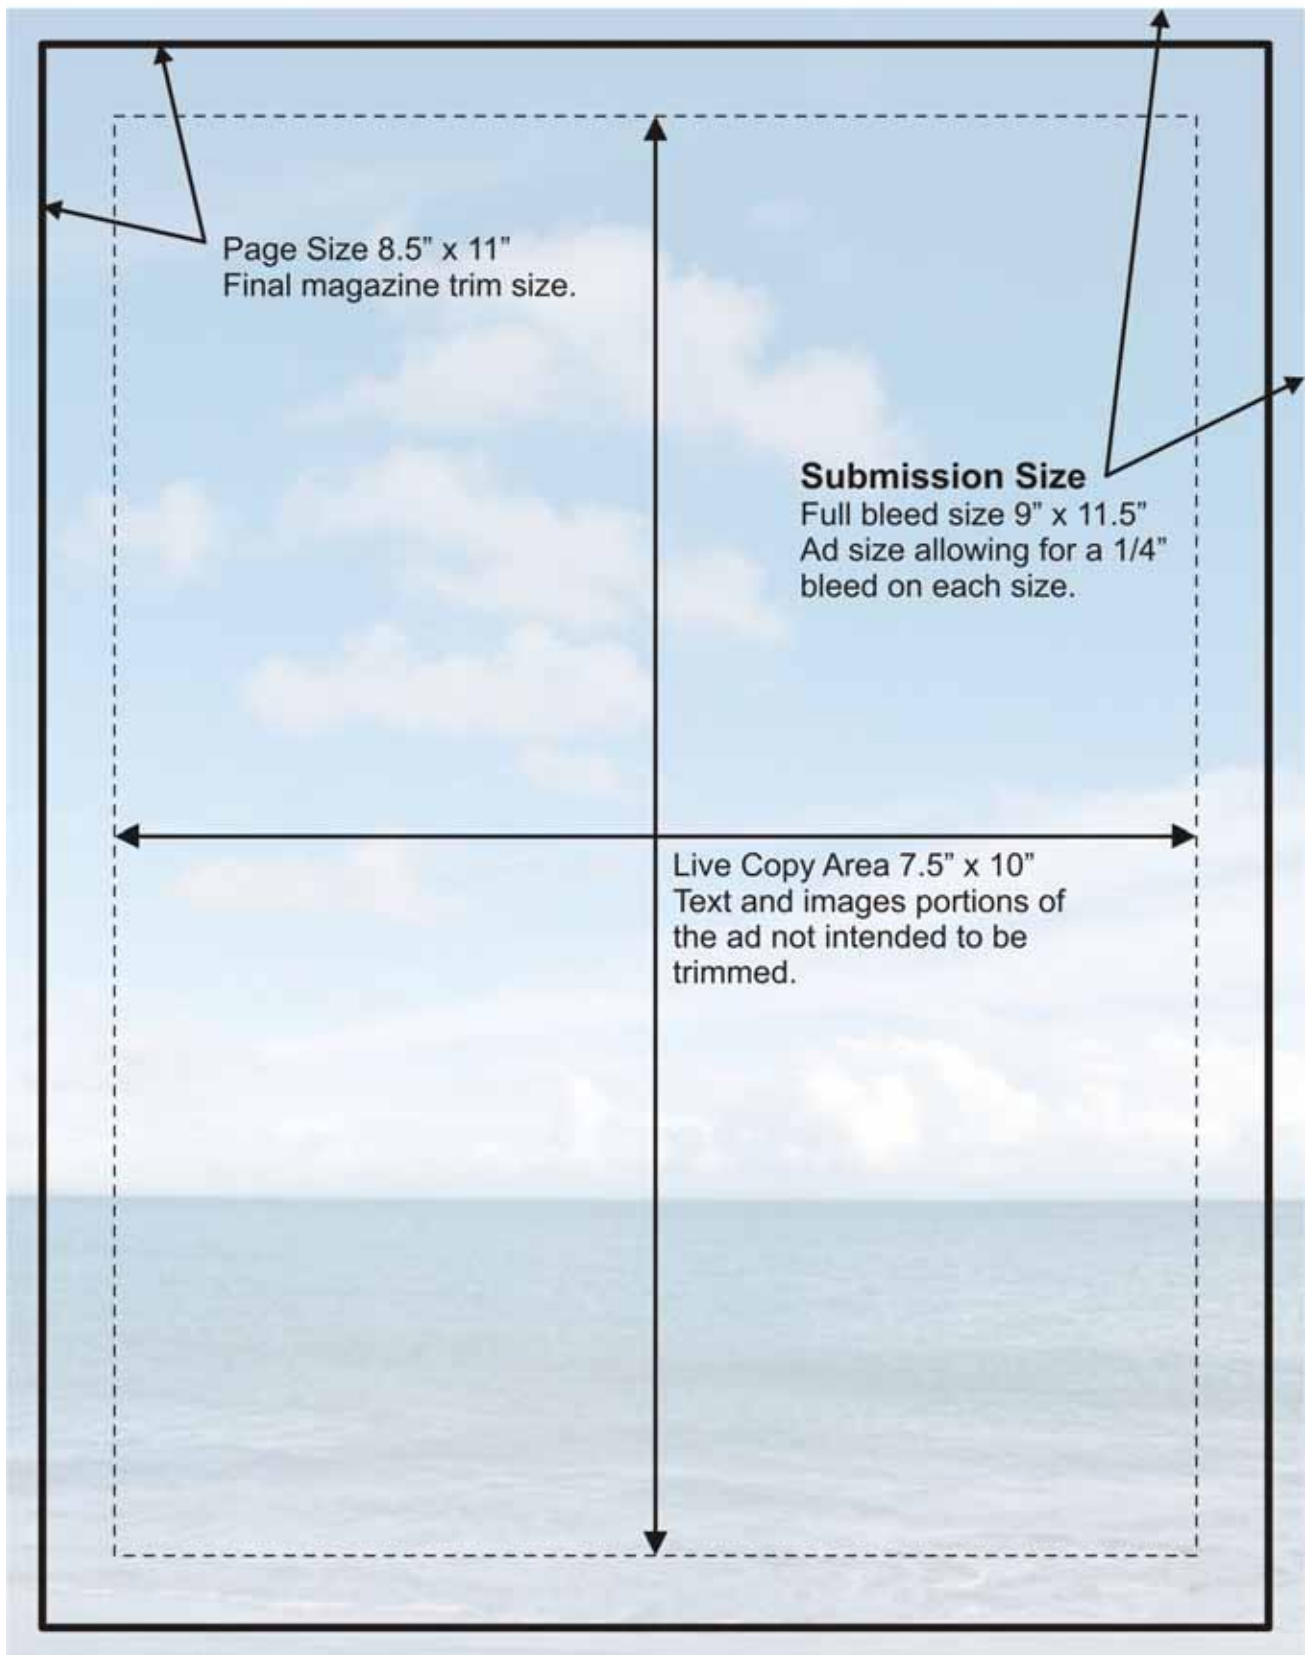 Page Size 8.5” x 11”
Final magazine trim size.
Submission Size
Full bleed size 9” x 11.5”
Ad size allowing for a 1/4”
bleed on each size.
Live Copy Area 7.5” x 10”
Text and images portions of
the ad not intended to be
trimmed.